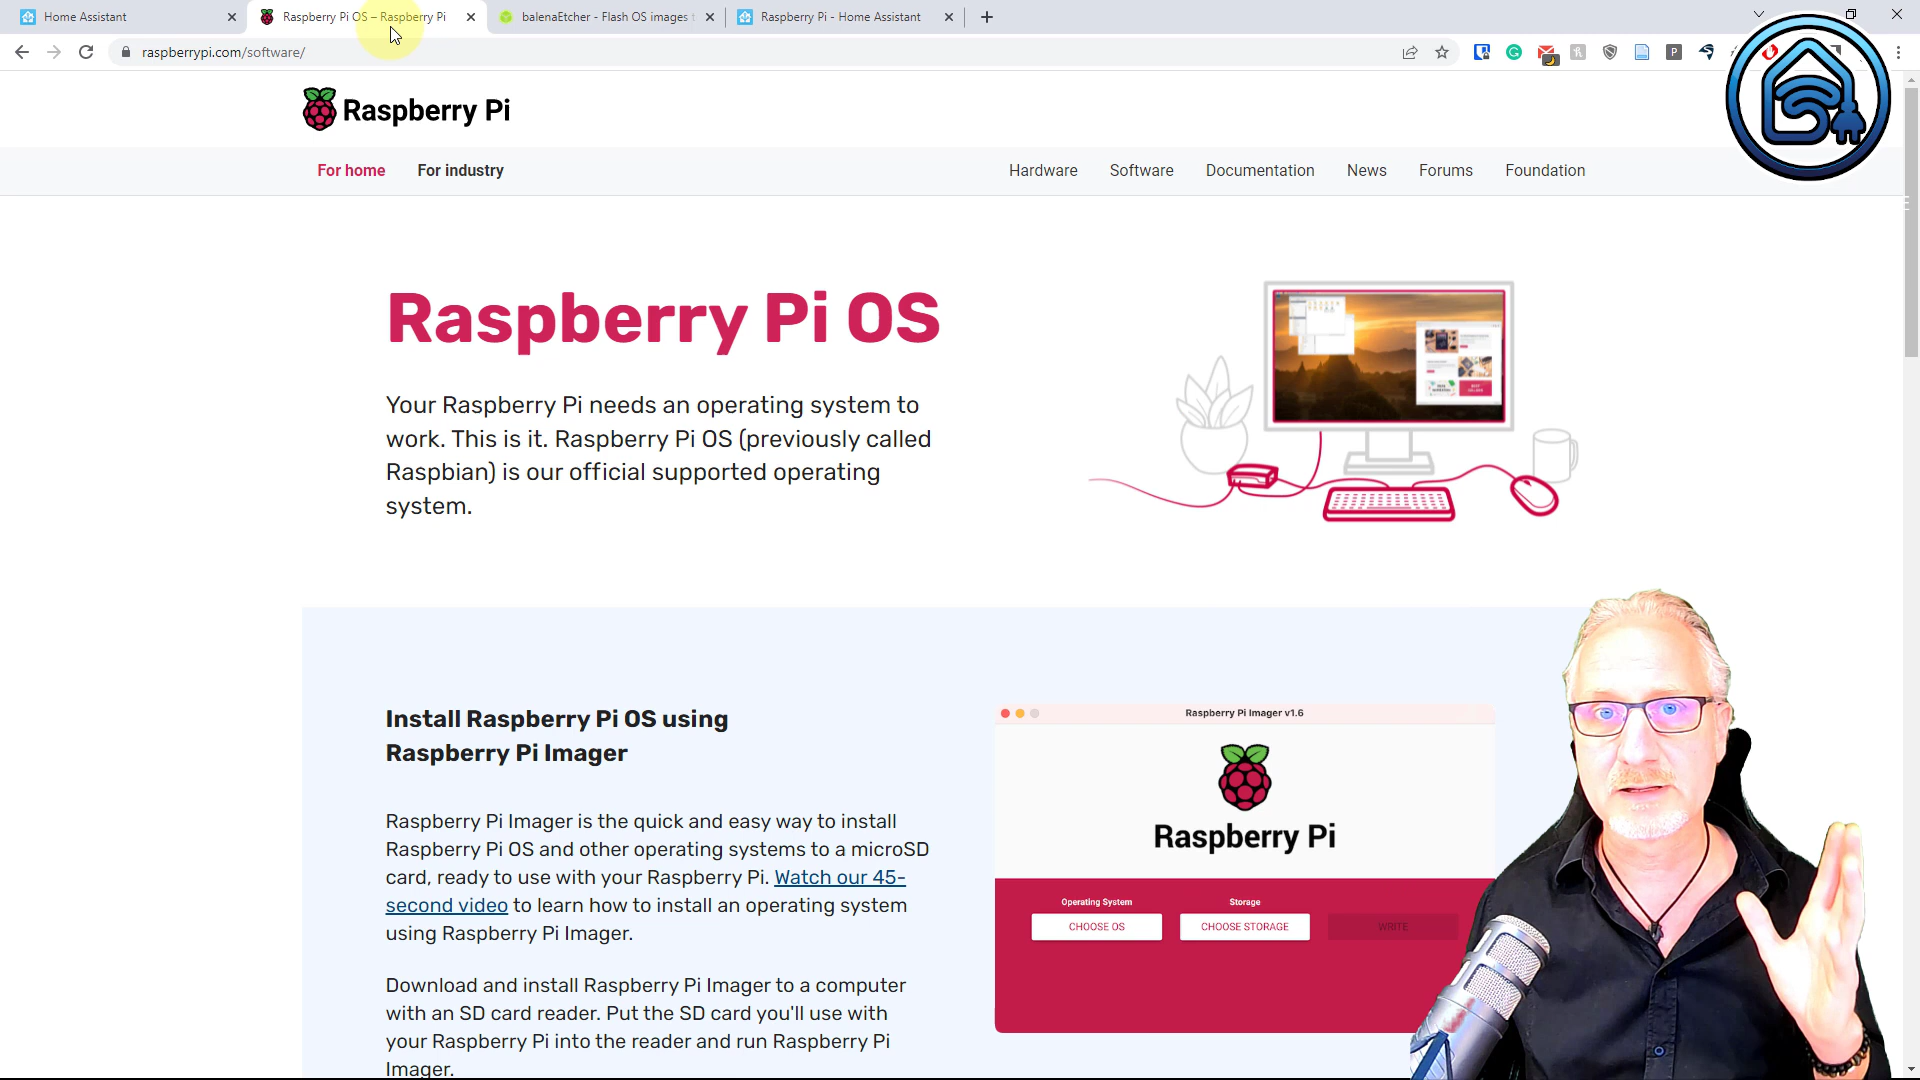 Home Assistant
Raspberry Pi OS – Raspberry Pi
balenaEtcher - Flash OS images
Raspberry Pi - Home Assistant
raspberrypi.com/software/
Raspberry Pi
For home
For industry
Hardware
Software
Documentation
News
Forums
Foundation
Raspberry Pi OS
Your Raspberry Pi needs an operating system to
work. This is it. Raspberry Pi OS (previously called
Raspbian) is our official supported operating
system.
Install Raspberry Pi OS using
Raspberry Pi Imager
Raspberry Pi Imager is the quick and easy way to install
Raspberry Pi OS and other operating systems to a microSD
card, ready to use with your Raspberry Pi. Watch our 45-
second video to learn how to install an operating system
using Raspberry Pi Imager.
Download and install Raspberry Pi Imager to a computer
with an SD card reader. Put the SD card you'll use with
your Raspberry Pi into the reader and run Raspberry Pi
Imager.
Raspberry Pi Imager v1.6
Raspberry Pi
Operating System
Storage
CHOOSE OS
CHOOSE STORAGE
WRITE